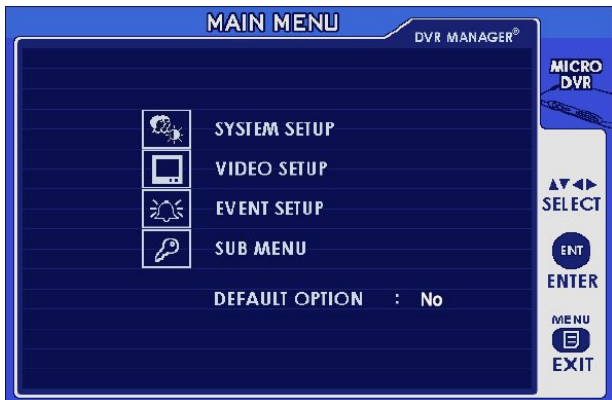 MAIN MENU
DVR MANAGER®
MICRO
DVR
SYSTEM SETUP
VIDEO SETUP
EVENT SETUP
SUB MENU
DEFAULT OPTION : No
▲▼◀▶
SELECT
ENT
ENTER
MENU
EXIT